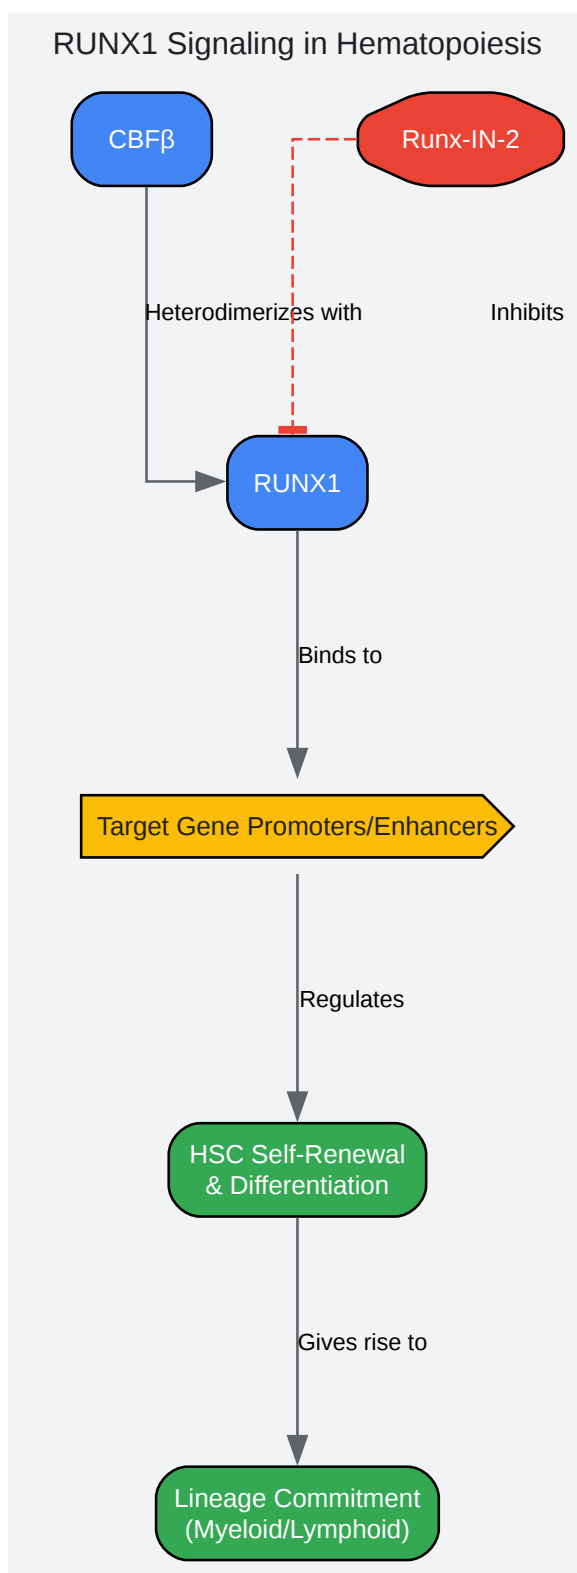 RUNX1 Signaling in Hematopoiesis
CBFβ
Runx-IN-2
Heterodimerizes with
Inhibits
RUNX1
Binds to
Target Gene Promoters/Enhancers
Regulates
HSC Self-Renewal
& Differentiation
Gives rise to
Lineage Commitment
(Myeloid/Lymphoid)